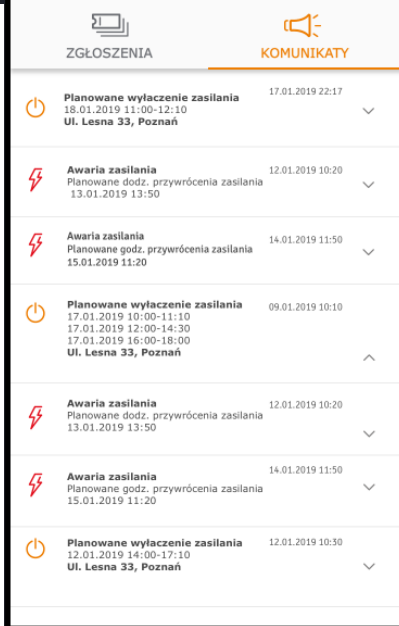 ZGŁOSZENIA
KOMUNIKATY
Planowane wyłaczenie zasilania
17.01.2019 22:17
18.01.2019 11:00-12:10
Ul. Lesna 33, Poznań
Awaria zasilania
12.01.2019 10:20
Planowane dodz. przywrócenia zasilania
13.01.2019 13:50
Awaria zasilania
14.01.2019 11:50
Planowane godz. przywrócenia zasilania
15.01.2019 11:20
Planowane wyłaczenie zasilania
09.01.2019 10:10
17.01.2019 10:00-11:10
17.01.2019 12:00-14:30
17.01.2019 16:00-18:00
Ul. Lesna 33, Poznań
Awaria zasilania
12.01.2019 10:20
Planowane dodz. przywrócenia zasilania
13.01.2019 13:50
Awaria zasilania
14.01.2019 11:50
Planowane godz. przywrócenia zasilania
15.01.2019 11:20
Planowane wyłaczenie zasilania
12.01.2019 10:30
12.01.2019 14:00-17:10
Ul. Lesna 33, Poznań